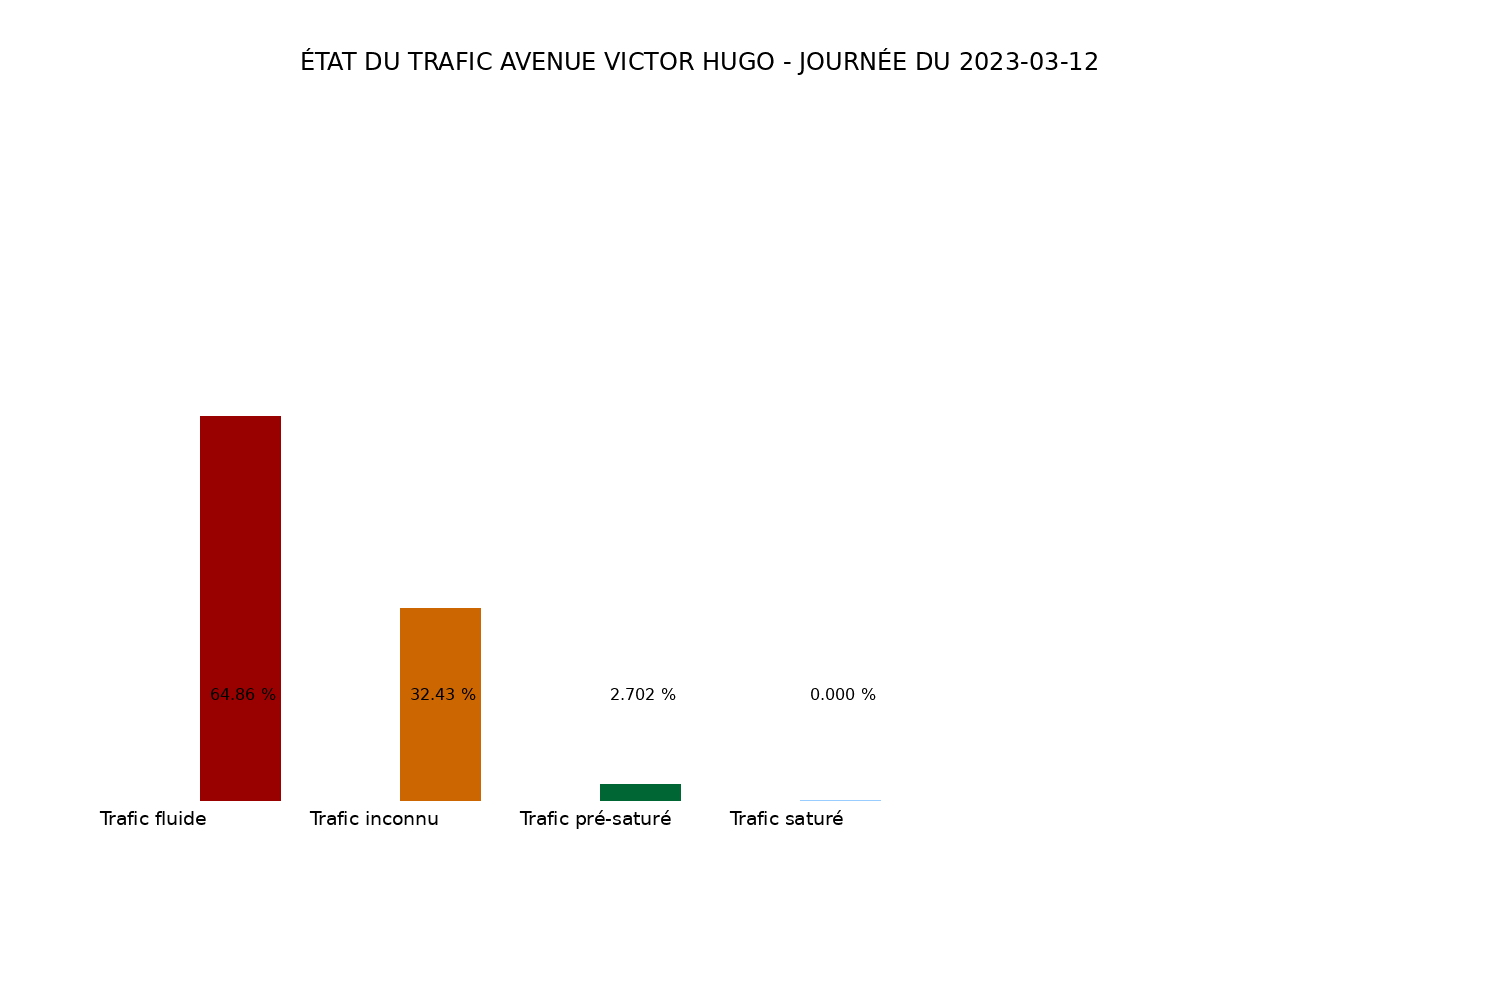 ÉTAT DU TRAFIC AVENUE VICTOR HUGO - JOURNÉE DU 2023-03-12
64.86 % 32.43 % 2.702 % 0.000 %
Trafic fluide Trafic inconnu Trafic pré-saturé Trafic saturé